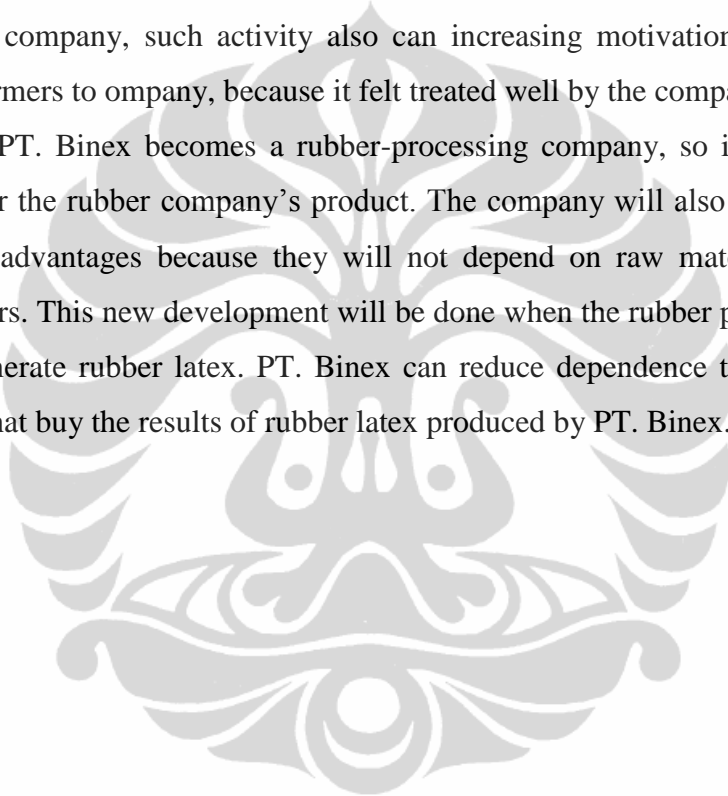 company, such activity also can increasing motivation
rmers to ompany, because it felt treated well by the compa
PT. Binex becomes a rubber-processing company, so i
r the rubber company’s product. The company will also
advantages because they will not depend on raw mat
rs. This new development will be done when the rubber p
nerate rubber latex. PT. Binex can reduce dependence t
hat buy the results of rubber latex produced by PT. Binex.